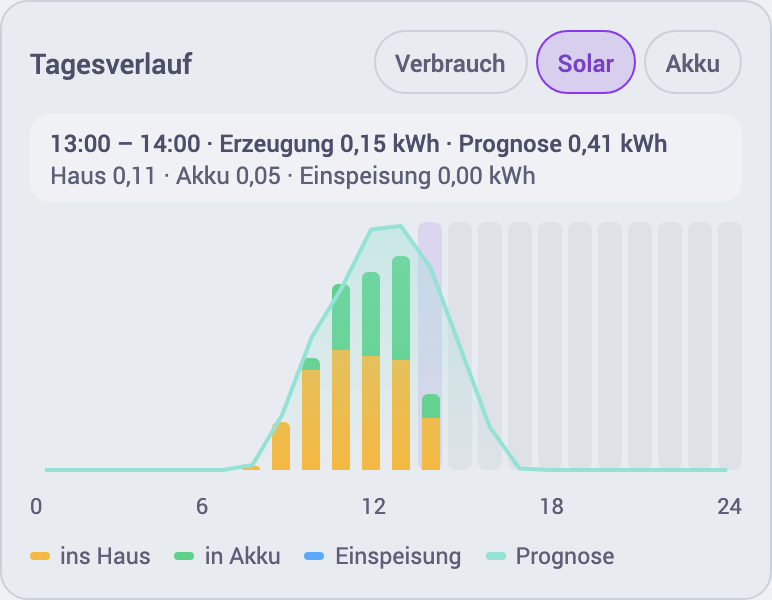 Tagesverlauf
Verbrauch
Solar
Akku
13:00 – 14:00 · Erzeugung 0,15 kWh · Prognose 0,41 kWh
Haus 0,11 · Akku 0,05 · Einspeisung 0,00 kWh
0 6 12 18 24
ins Haus in Akku Einspeisung Prognose